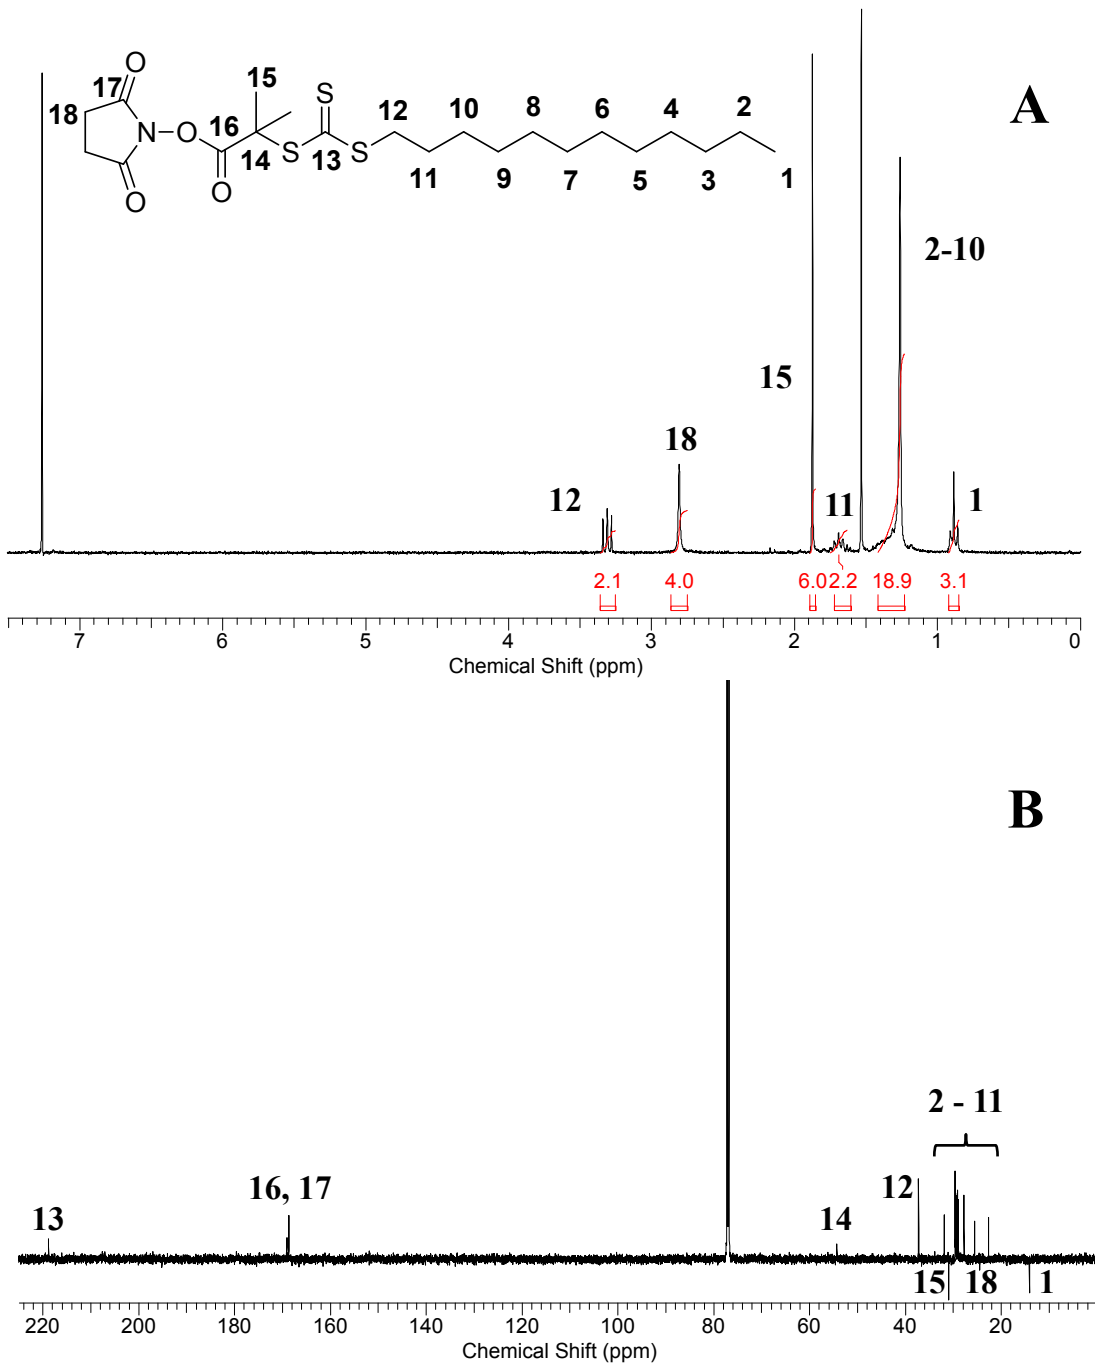 A
O
15
S
17
12 10 8 6 4 2
18
N O 16
14 S 13 S
O
11 9 7 5 3 1
O
2-10
15
18
12
11
1
2.1 4.0 6.0 2.2 18.9 3.1
7 6 5 4 3 2 1 0
Chemical Shift (ppm)
B
2 - 11
16, 17
12
13
14
15 18 1
220 200 180 160 140 120 100 80 60 40 20
Chemical Shift (ppm)